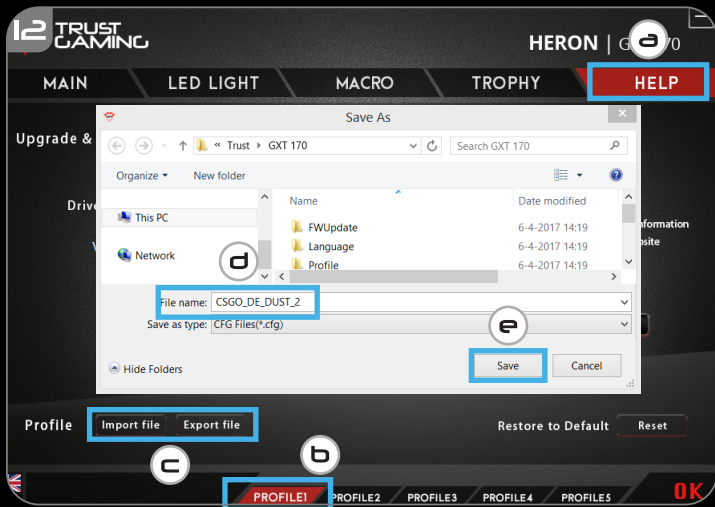 12 TRUST
GAMING
HERON | G 70
a
MAIN LED LIGHT MACRO TROPHY HELP
Save As
Upgrade &
« Trust GXT 170 Search GXT 170
Organize New folder
Name Date modified
Drive
This PC
FWUpdate 6-4-2017 14:19
Language 6-4-2017 14:19
Profile 6-4-2017 14:19
Network
d
File name: CSGO_DE_DUST_2
Save as type: CFG Files(*.cfg)
e
Hide Folders Save Cancel
Profile Import file Export file Restore to Default Reset
c
b
PROFILE1 PROFILE2 PROFILE3 PROFILE4 PROFILE5 OK